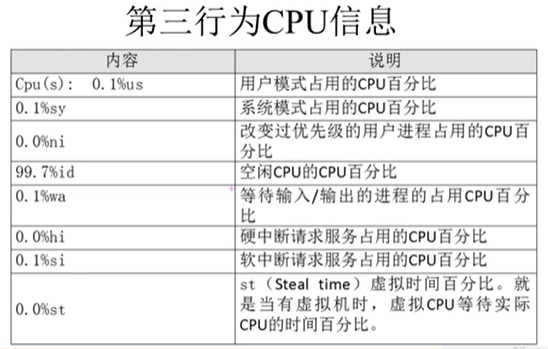 第三行为CPU信息
内容 说明
Cpu(s): 0.1%us 用户模式占用的CPU百分比
0.1%sy 系统模式占用的CPU百分比
0.0%ni 改变过优先级的用户进程占用的CPU百
分比
99.7%id 空闲CPU的CPU百分比
0.1%wa 等待输入/输出的进程的占用CPU百分
比
0.0%hi 硬中断请求服务占用的CPU百分比
0.1%si 软中断请求服务占用的CPU百分比
0.0%st st（Steal time）虚拟时间百分比。就
是当有虚拟机时，虚拟CPU等待实际
CPU的时间百分比。